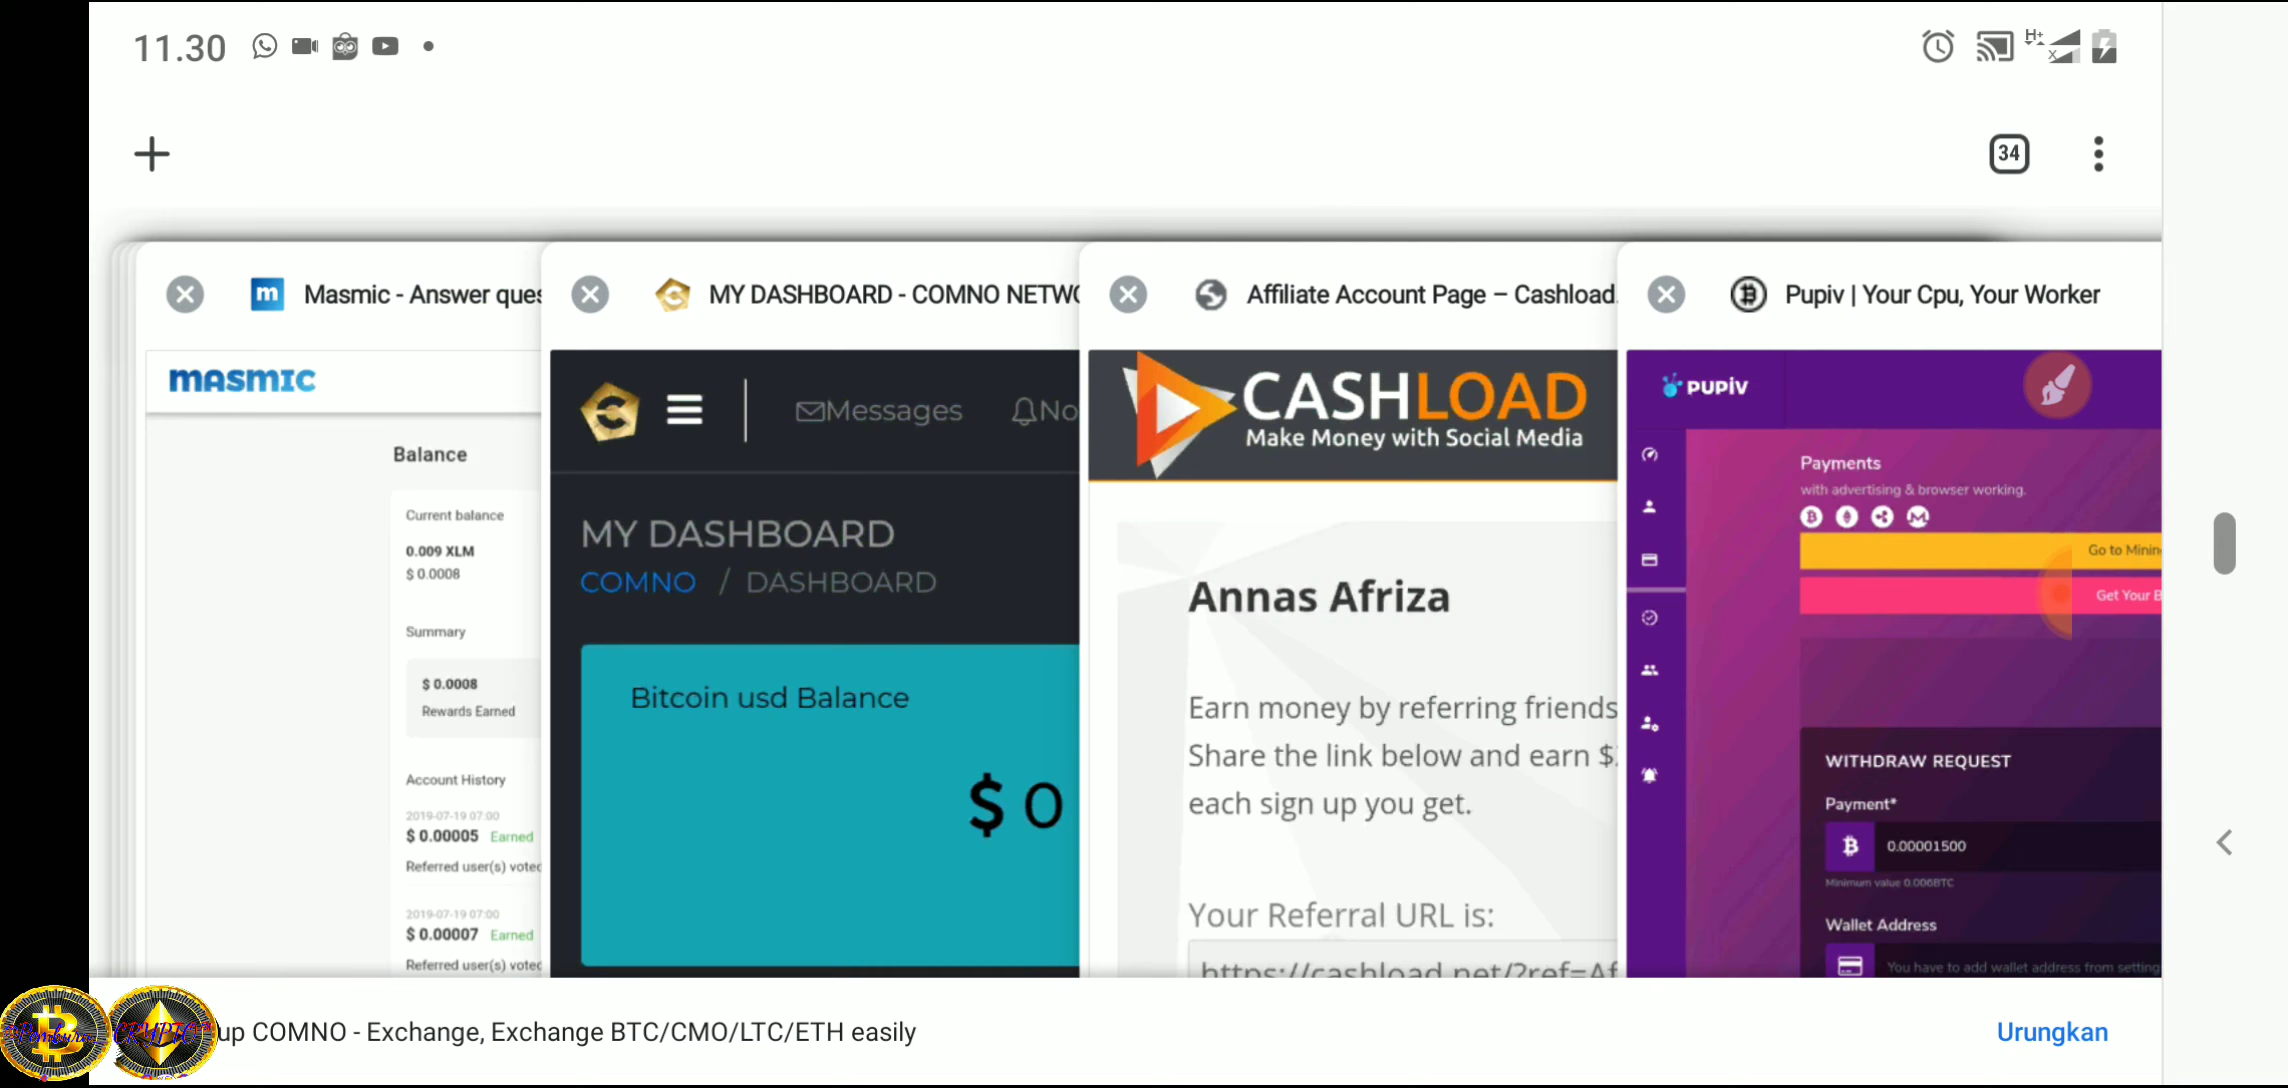 11.30
H+
34
Masmic - Answer ques
MASMIC
Balance
Current balance
0.009 XLM
$ 0.0008
Summary
$ 0.0008
Rewards Earned
Account History
2019-07-19 07:00
$ 0.00005 Earned
Referred user(s) voted
2019-07-19 07:00
$ 0.00007 Earned
Referred user(s) voted
MY DASHBOARD - COMNO NETWO
Messages No
MY DASHBOARD
COMNO / DASHBOARD
Bitcoin usd Balance
$ 0
Affiliate Account Page – Cashload
CASHLOAD
Make Money with Social Media
Annas Afriza
Earn money by referring friends
Share the link below and earn $
each sign up you get.
Your Referral URL is:
https://cashload.net/?ref=Af
Pupiv | Your Cpu, Your Worker
PUPIV
Payments
with advertising & browser working.
Go to Minin
Get Your B
WITHDRAW REQUEST
Payment*
0.00001500
Minimum value 0.006BTC
Wallet Address
You have to add wallet address from setting
CRYPTO
up COMNO - Exchange, Exchange BTC/CMO/LTC/ETH easily
Urungkan